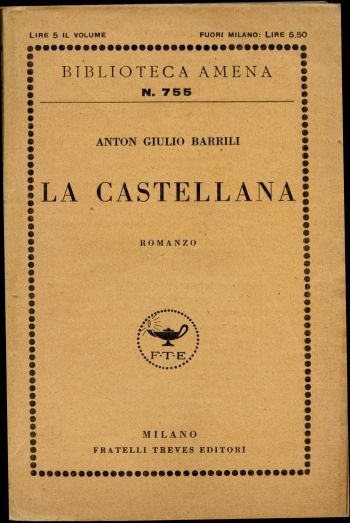 LIRE 5 IL VOLUME FUORI MILANO: LIRE 5,50
BIBLIOTECA AMENA
N. 755
ANTON GIULIO BARRILI
LA CASTELLANA
ROMANZO
F·T·E
MILANO
FRATELLI TREVES EDITORI